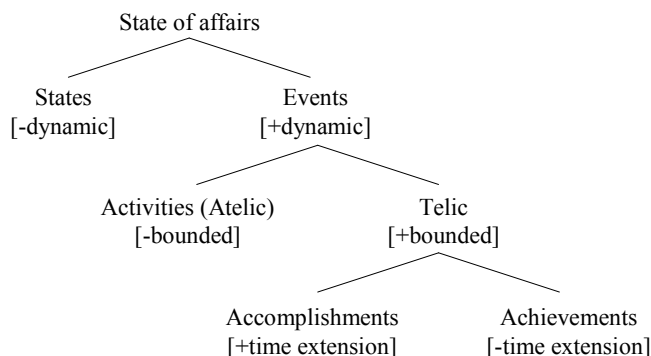 State of affairs
States
[-dynamic]
Events
[+dynamic]
Activities (Atelic)
[-bounded]
Telic
[+bounded]
Accomplishments
[+time extension]
Achievements
[-time extension]